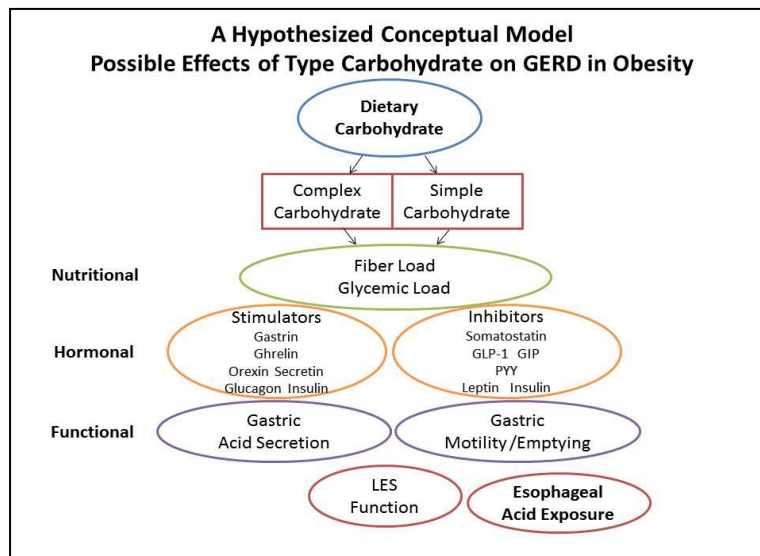 A Hypothesized Conceptual Model
Possible Effects of Type Carbohydrate on GERD in Obesity
Dietary
Carbohydrate
Complex
Carbohydrate
Simple
Carbohydrate
Nutritional
Fiber Load
Glycemic Load
Hormonal
Stimulators
Gastrin
Ghrelin
Orexin Secretin
Glucagon Insulin
Inhibitors
Somatostatin
GLP-1 GIP
PYY
Leptin Insulin
Functional
Gastric
Acid Secretion
Gastric
Motility/Emptying
LES
Function
Esophageal
Acid Exposure